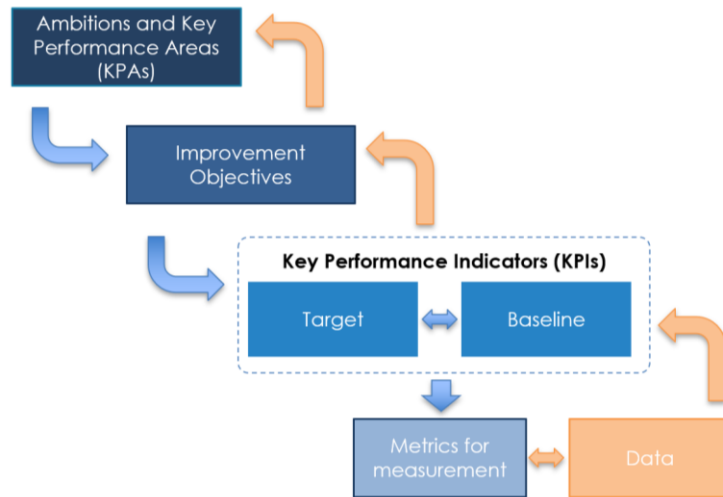 Ambitions and Key
Performance Areas
(KPAs)
Improvement
Objectives
Key Performance Indicators (KPIs)
Target
Baseline
Metrics for
measurement
Data